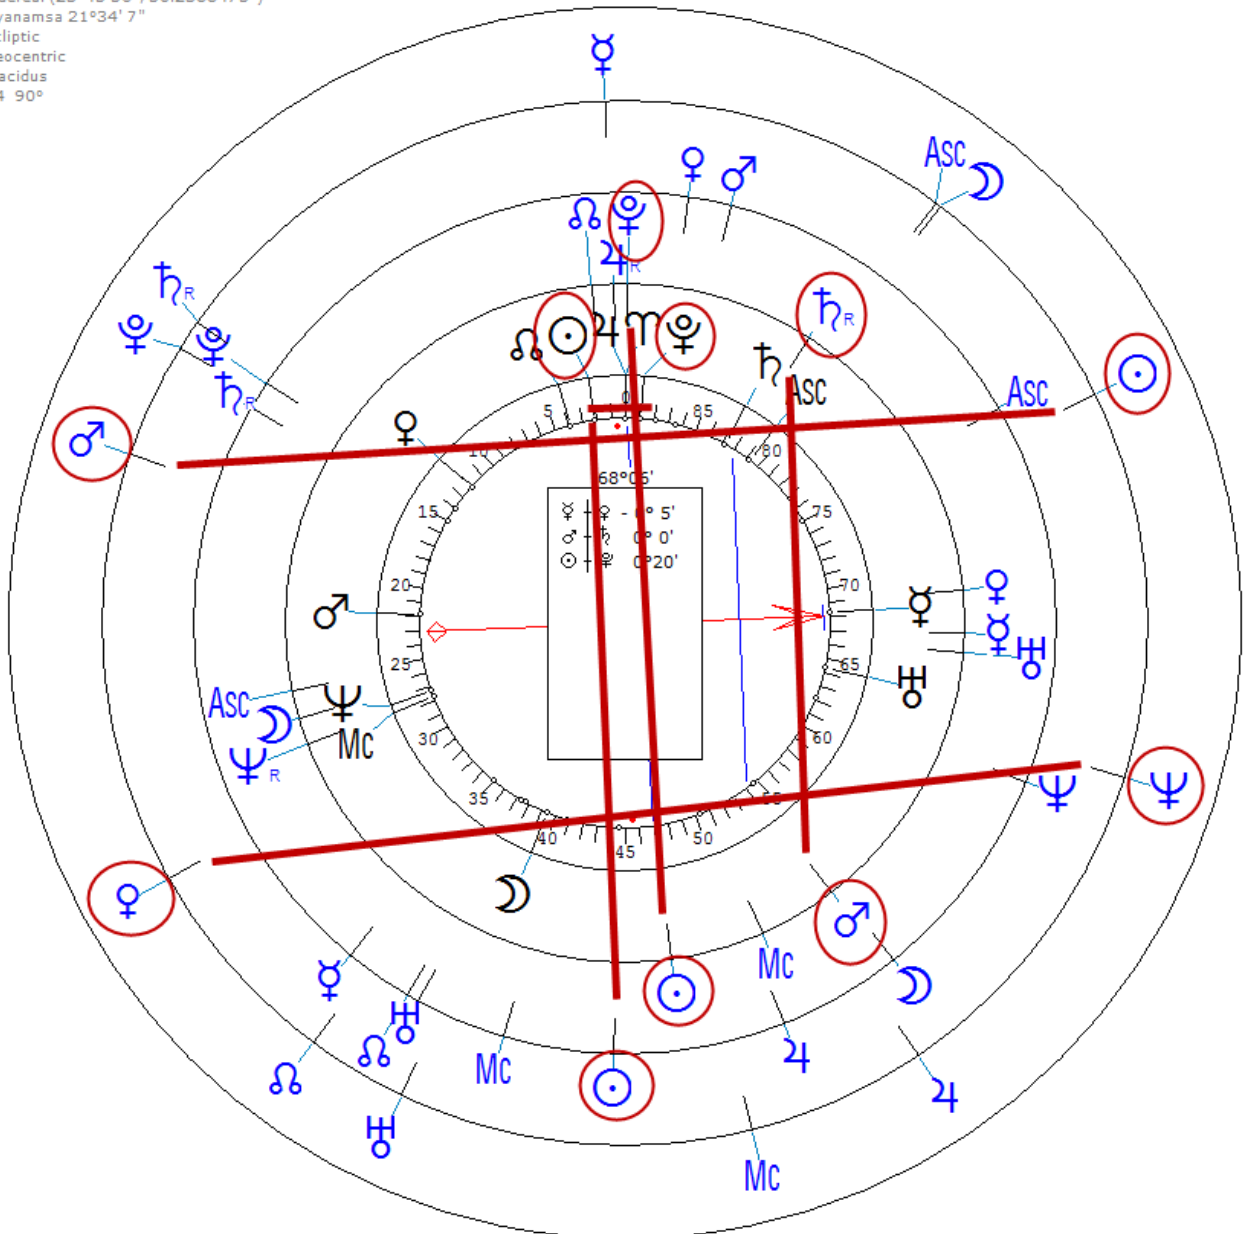 yanamsa 21°34' 7"
cliptic
eocentric
acidus
4 90°
☿
Asc ☽
♀ ♂
☊ ♇
♃ R
♄ R
♄ R
♇ ♇
♄ R
☉
Asc
♂
☊ ☉ ♃ ♈ ♇
♄
Asc
♀
5 0 85
10 80
68°06'
15 75
☿ ♀ - 0° 5'
♂ ♄ 0° 0'
☉ ♇ 0°20'
20 70
♂ ☿ ♀
☿ ♅
25 65
Asc ☽ ♆ ♅
Mc
♆ R
30 60
♆ ♆
35 55
40 45 50
☽
♀
♂
Mc
☿ ☉ ☽
♅
☊ Mc ♃
☊ ☉ ♃
♅
Mc